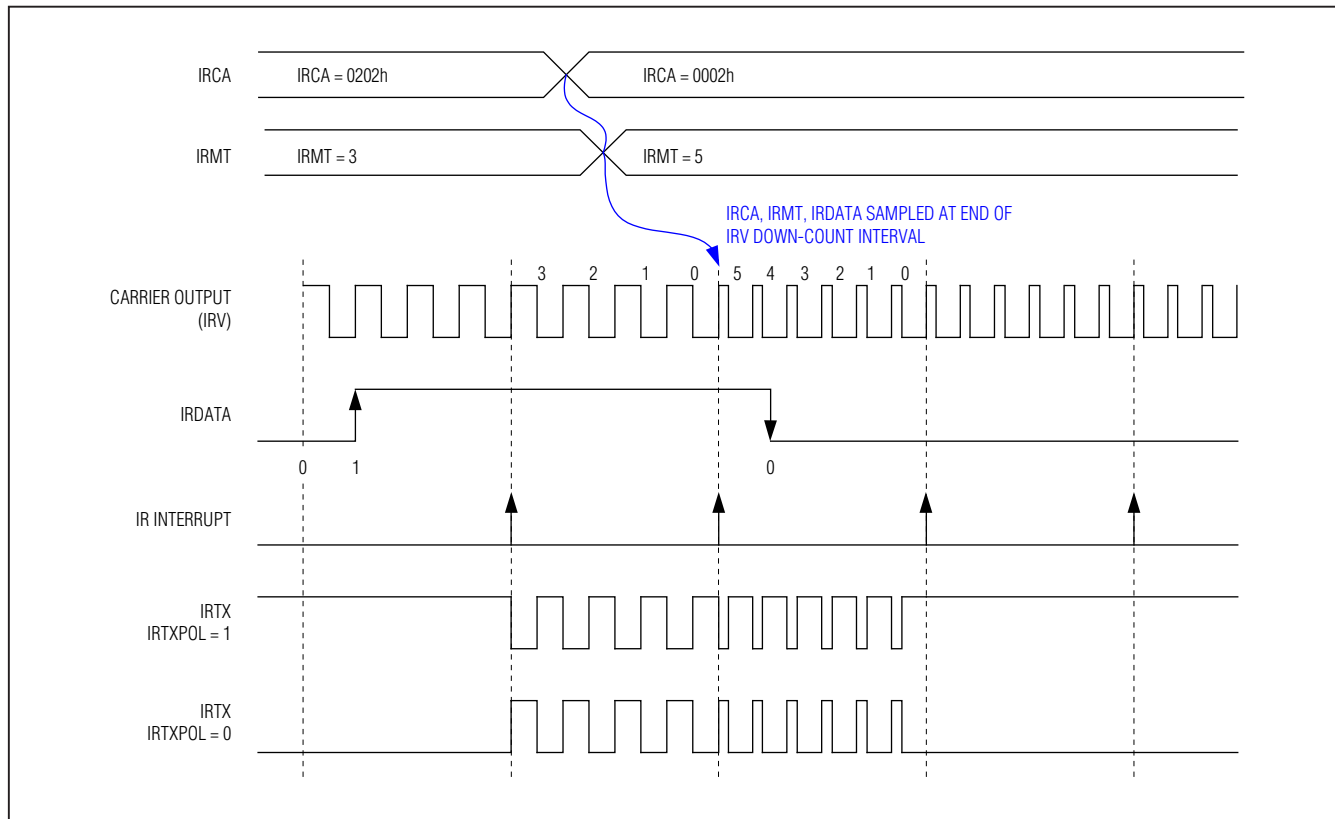 IRCA
IRCA = 0202h
IRCA = 0002h
IRMT
IRMT = 3
IRMT = 5
IRCA, IRMT, IRDATA SAMPLED AT END OF
IRV DOWN-COUNT INTERVAL
3 2 1 0 5 4 3 2 1 0
CARRIER OUTPUT
(IRV)
IRDATA
0 1 0
IR INTERRUPT
IRTX
IRTXPOL = 1
IRTX
IRTXPOL = 0